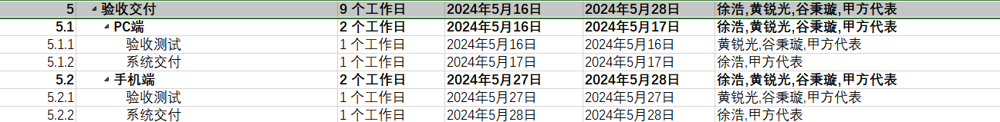 5 验收交付 9 个工作日 2024年5月16日 2024年5月28日 徐浩,黄锐光,谷秉璇,甲方代表
5.1 PC端 2 个工作日 2024年5月16日 2024年5月17日 徐浩,黄锐光,谷秉璇,甲方代表
5.1.1 验收测试 1 个工作日 2024年5月16日 2024年5月16日 黄锐光,谷秉璇,甲方代表
5.1.2 系统交付 1 个工作日 2024年5月17日 2024年5月17日 徐浩,甲方代表
5.2 手机端 2 个工作日 2024年5月27日 2024年5月28日 徐浩,黄锐光,谷秉璇,甲方代表
5.2.1 验收测试 1 个工作日 2024年5月27日 2024年5月27日 黄锐光,谷秉璇,甲方代表
5.2.2 系统交付 1 个工作日 2024年5月28日 2024年5月28日 徐浩,甲方代表